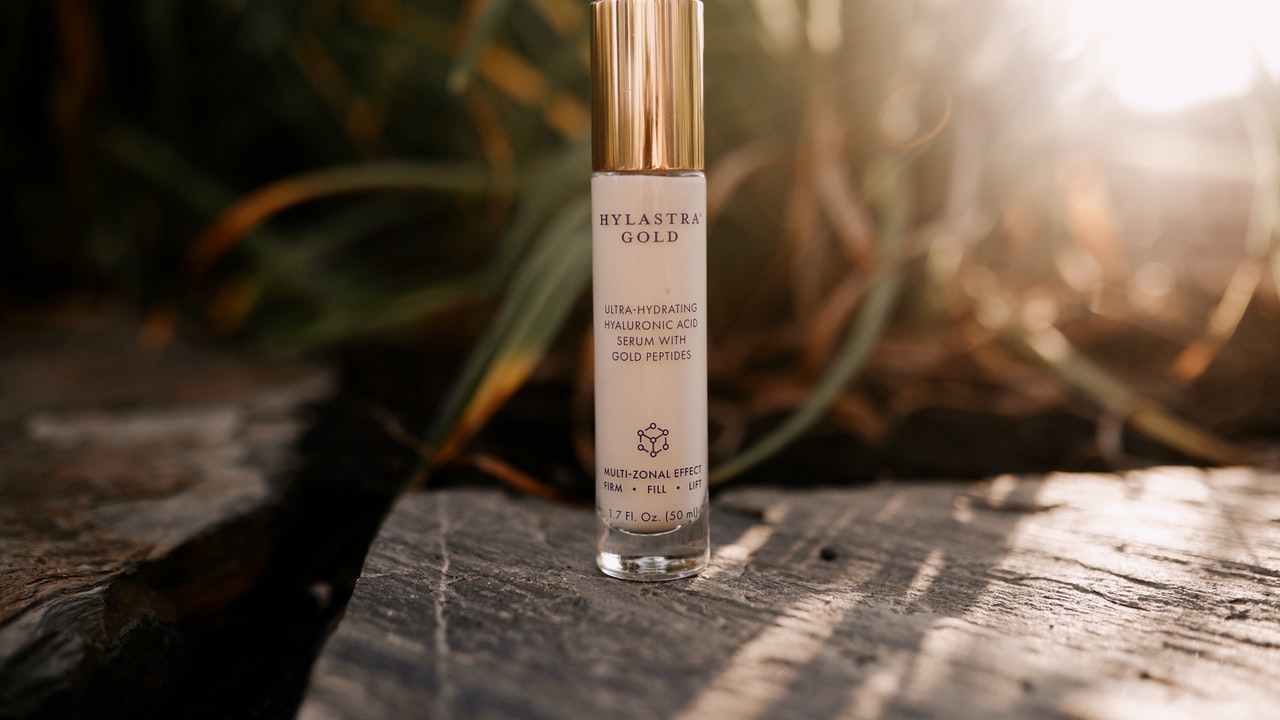 HYLASTRA
GOLD
ULTRA-HYDRATING
HYALURONIC ACID
SERUM WITH
GOLD PEPTIDES
MULTI-ZONAL EFFECT
FIRM • FILL • LIFT
1.7 Fl. Oz. (50 ml)